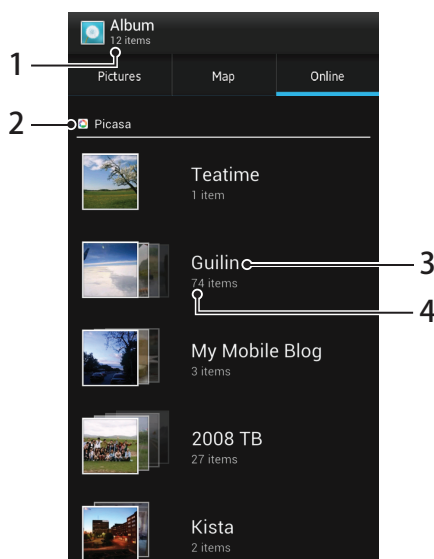 Album
12 items
1
Pictures Map Online
2
Picasa
Teatime
1 item
Guilin
3
74 items
4
My Mobile Blog
3 items
2008 TB
27 items
Kista
2 items